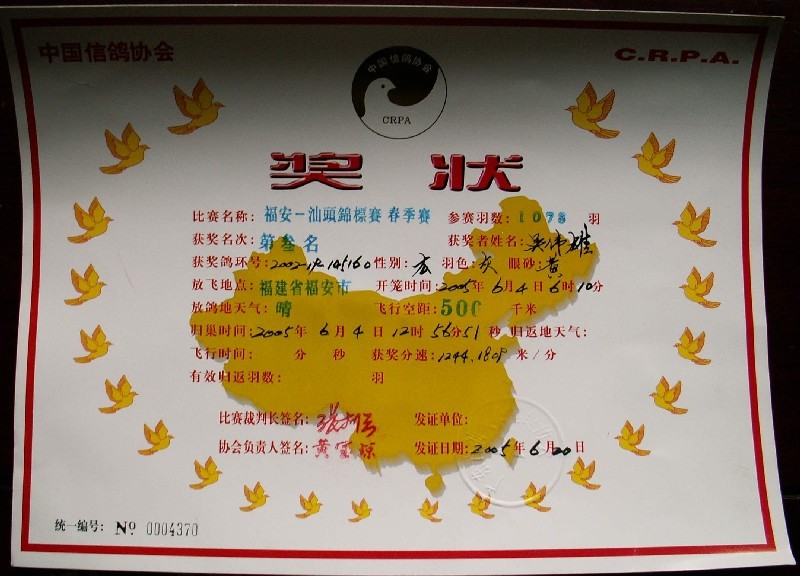 中国信鸽协会
C.R.P.A.
中国信鸽协会
CRPA
奖 状
比赛名称：福安－汕頭錦標賽 春季賽 参赛羽数：1078 羽
获奖名次：第叁名 获奖者姓名：吴伟雄
获奖鸽环号：2002-19-145160 性别：雄 羽色：灰 眼砂：黄
放飞地点：福建省福安市 开笼时间：2005年 6月 4日 6时 10分
放鸽地天气：晴 飞行空距：500 千米
归巢时间：2005年 6月 4日 12时 56分 51秒 归返地天气：
飞行时间： 分 秒 获奖分速：1244.1808 米/分
有效归返羽数： 羽
比赛裁判长签名： 发证单位：
协会负责人签名： 发证日期：2005年 6月 20日
统一编号：№ 0004370